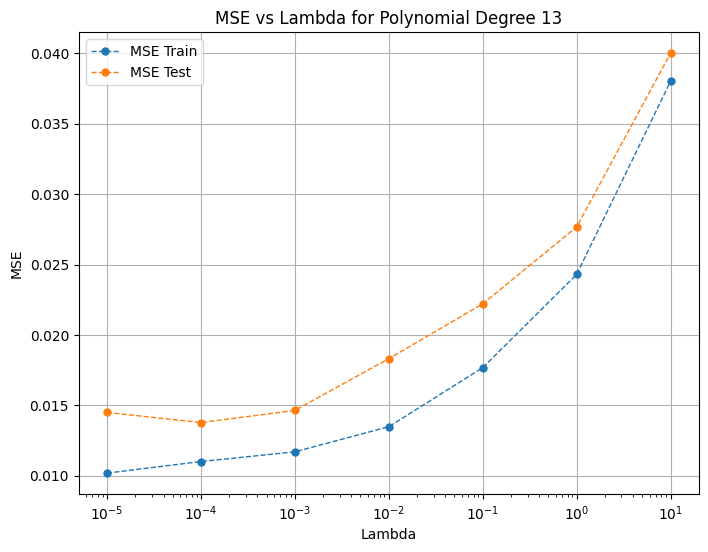 MSE vs Lambda for Polynomial Degree 13
MSE Train
MSE Test
0.040
0.035
0.030
0.025
0.020
0.015
0.010
MSE
10⁻⁵ 10⁻⁴ 10⁻³ 10⁻² 10⁻¹ 10⁰ 10¹
Lambda